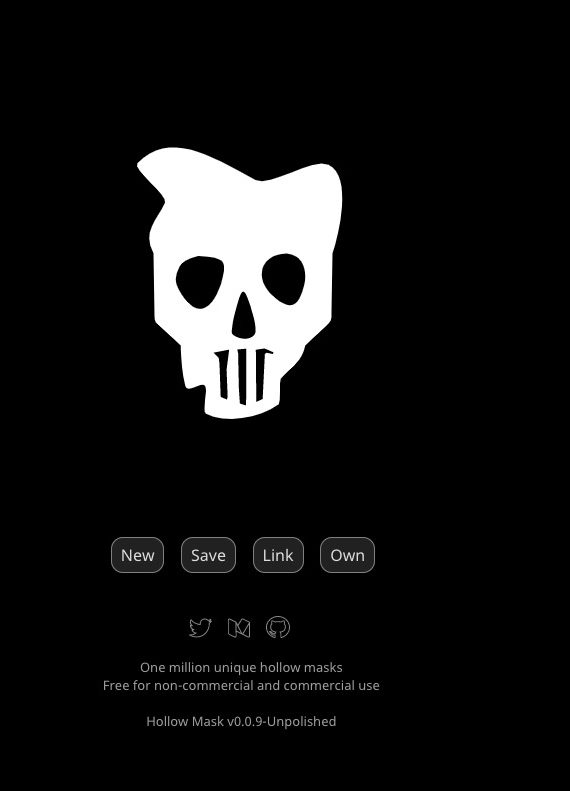 New
Save
Link
Own
One million unique hollow masks
Free for non-commercial and commercial use
Hollow Mask v0.0.9-Unpolished